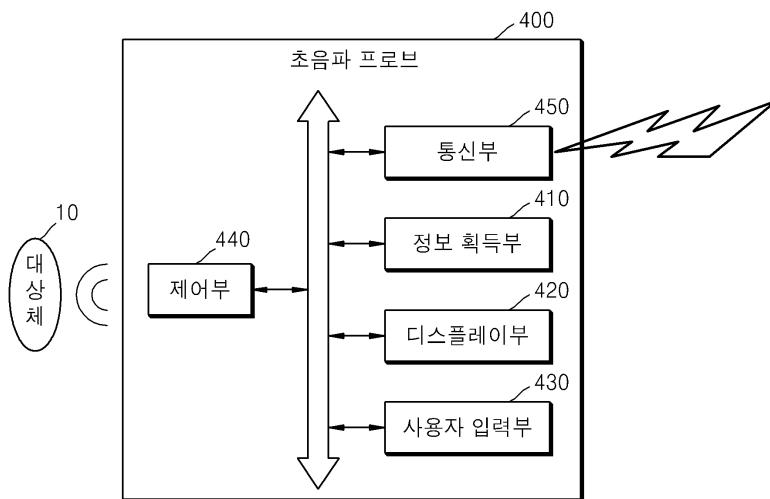 400
초음파 프로브
450
통신부
410
정보 획득부
10
대상체
440
제어부
420
디스플레이부
430
사용자 입력부